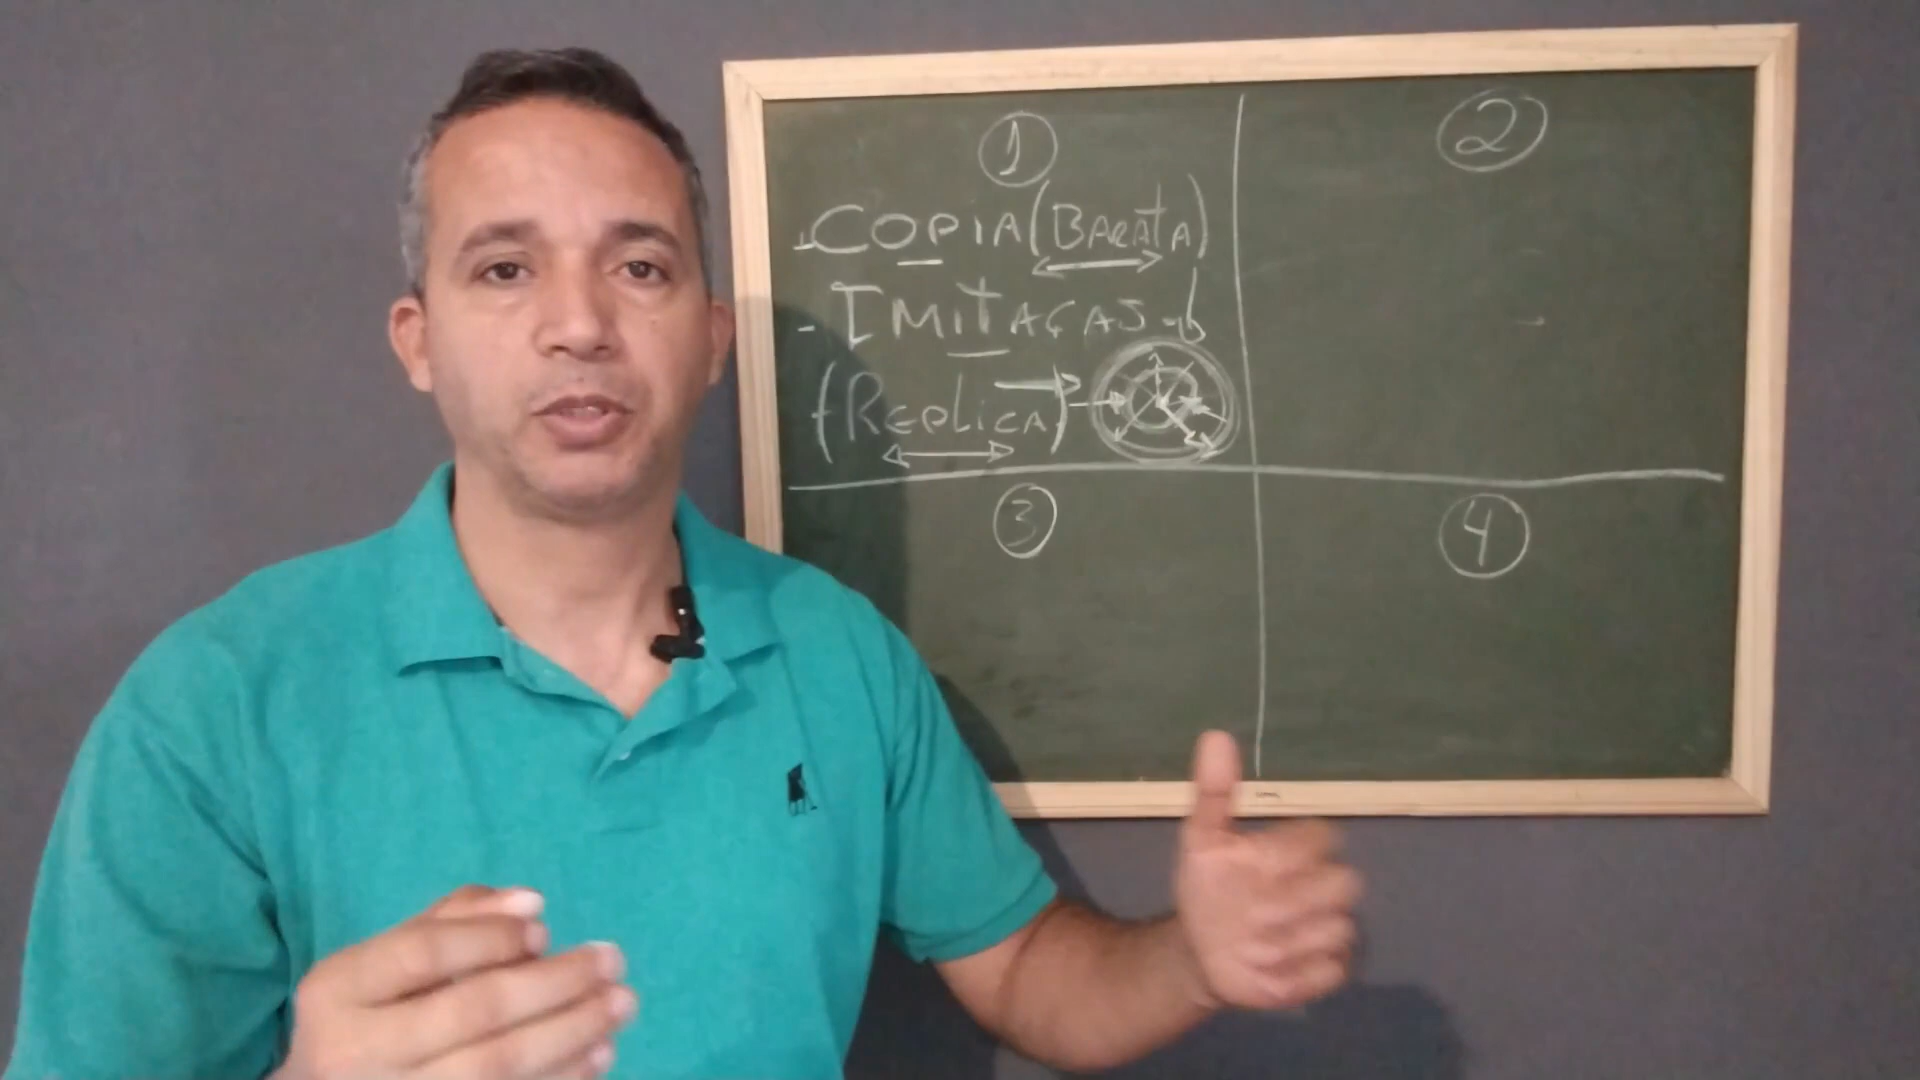 1
2
- COPIA (BARATA)
- IMITAÇAS
(REPLICA)
3
4